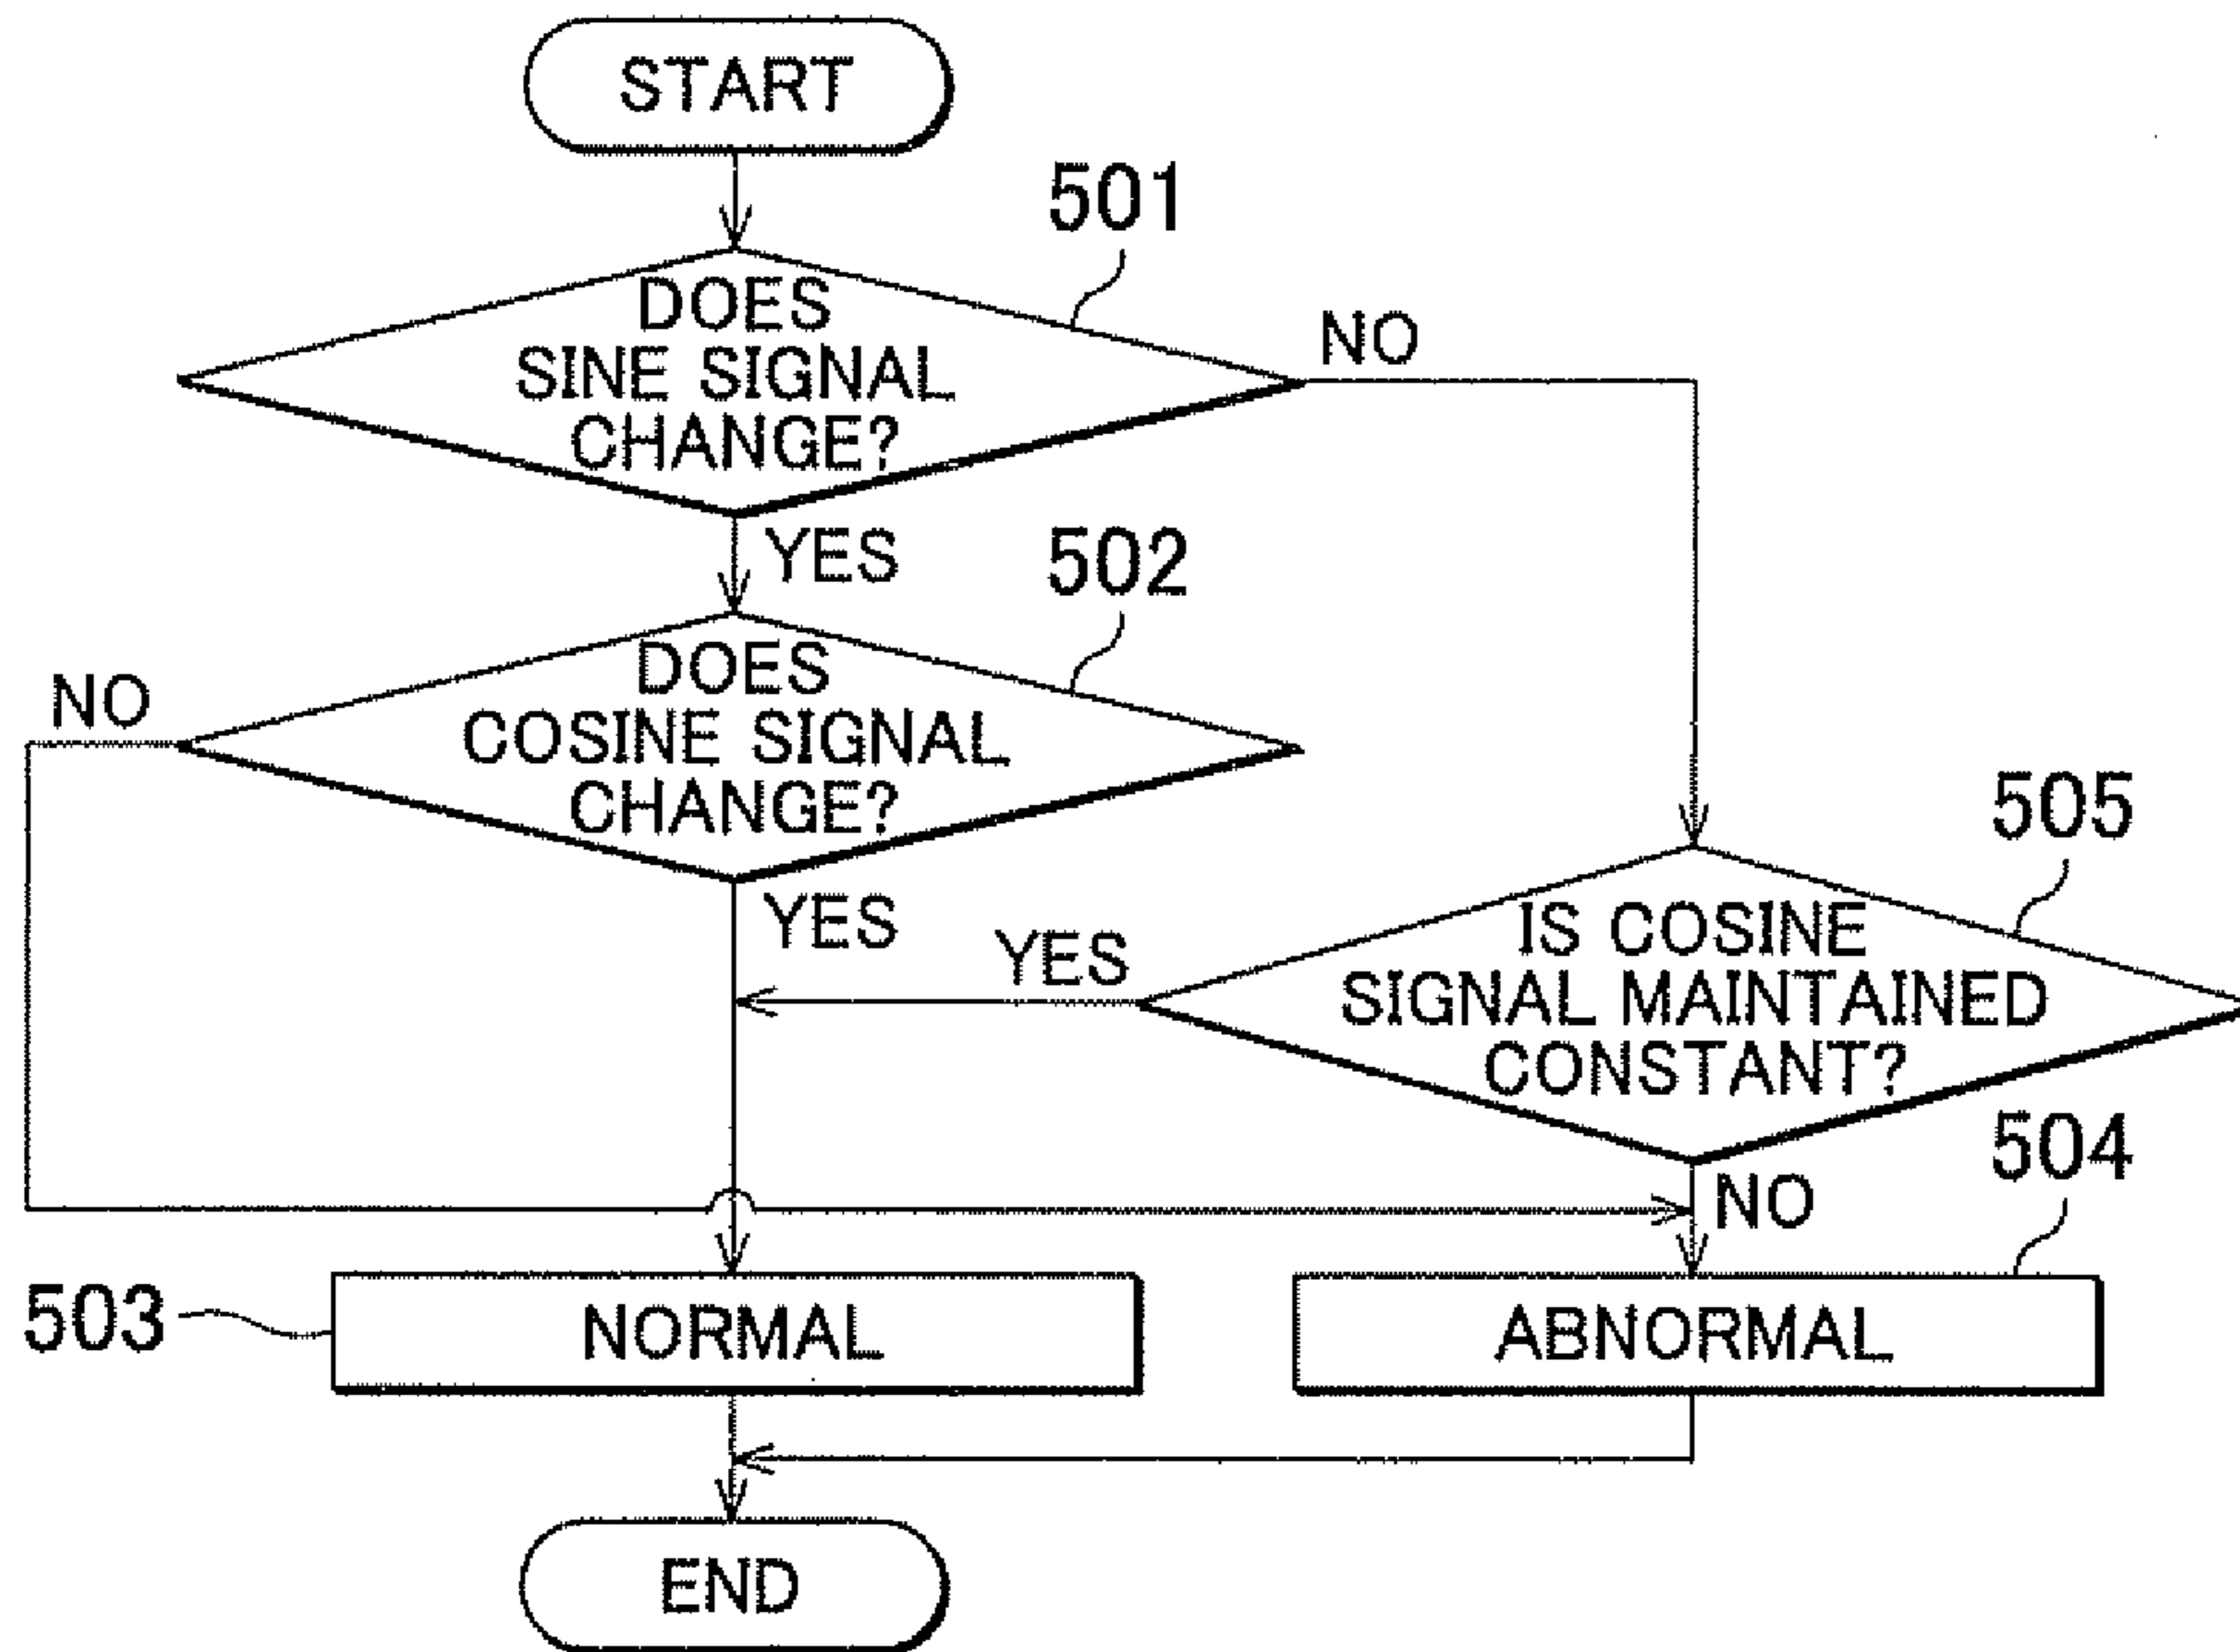 START
501
DOES
SINE SIGNAL
CHANGE?
NO
YES
502
DOES
COSINE SIGNAL
CHANGE?
NO
YES
505
IS COSINE
SIGNAL MAINTAINED
CONSTANT?
YES
NO
504
503
NORMAL
ABNORMAL
END